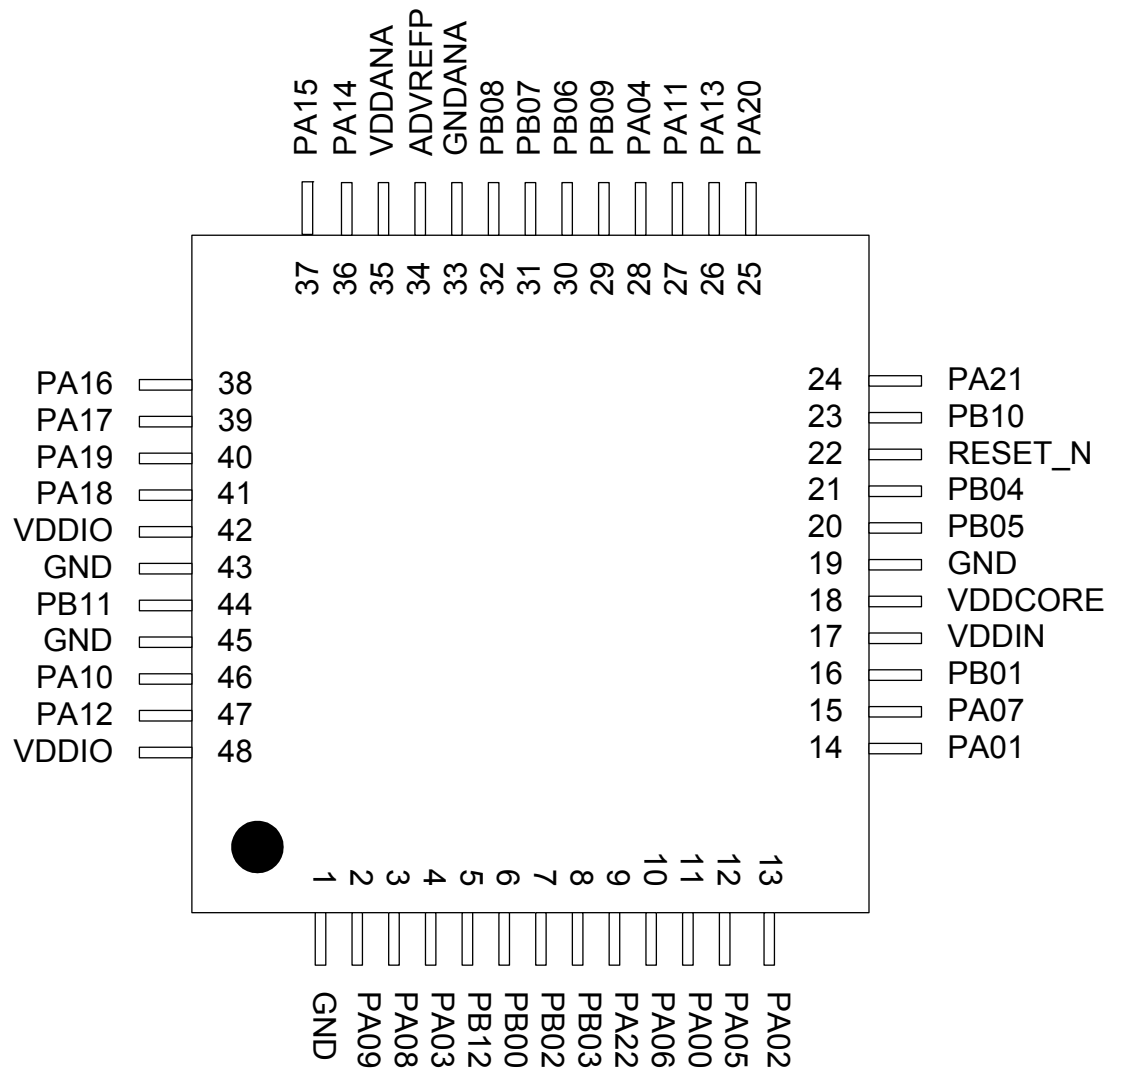 PA15 PA14 VDDANA ADVREFP GNDANA PB08 PB07 PB06 PB09 PA04 PA11 PA13 PA20
37 36 35 34 33 32 31 30 29 28 27 26 25
PA16 38
PA17 39
PA19 40
PA18 41
VDDIO 42
GND 43
PB11 44
GND 45
PA10 46
PA12 47
VDDIO 48
24 PA21
23 PB10
22 RESET_N
21 PB04
20 PB05
19 GND
18 VDDCORE
17 VDDIN
16 PB01
15 PA07
14 PA01
1 2 3 4 5 6 7 8 9 10 11 12 13
GND PA09 PA08 PA03 PB12 PB00 PB02 PB03 PA22 PA06 PA00 PA05 PA02